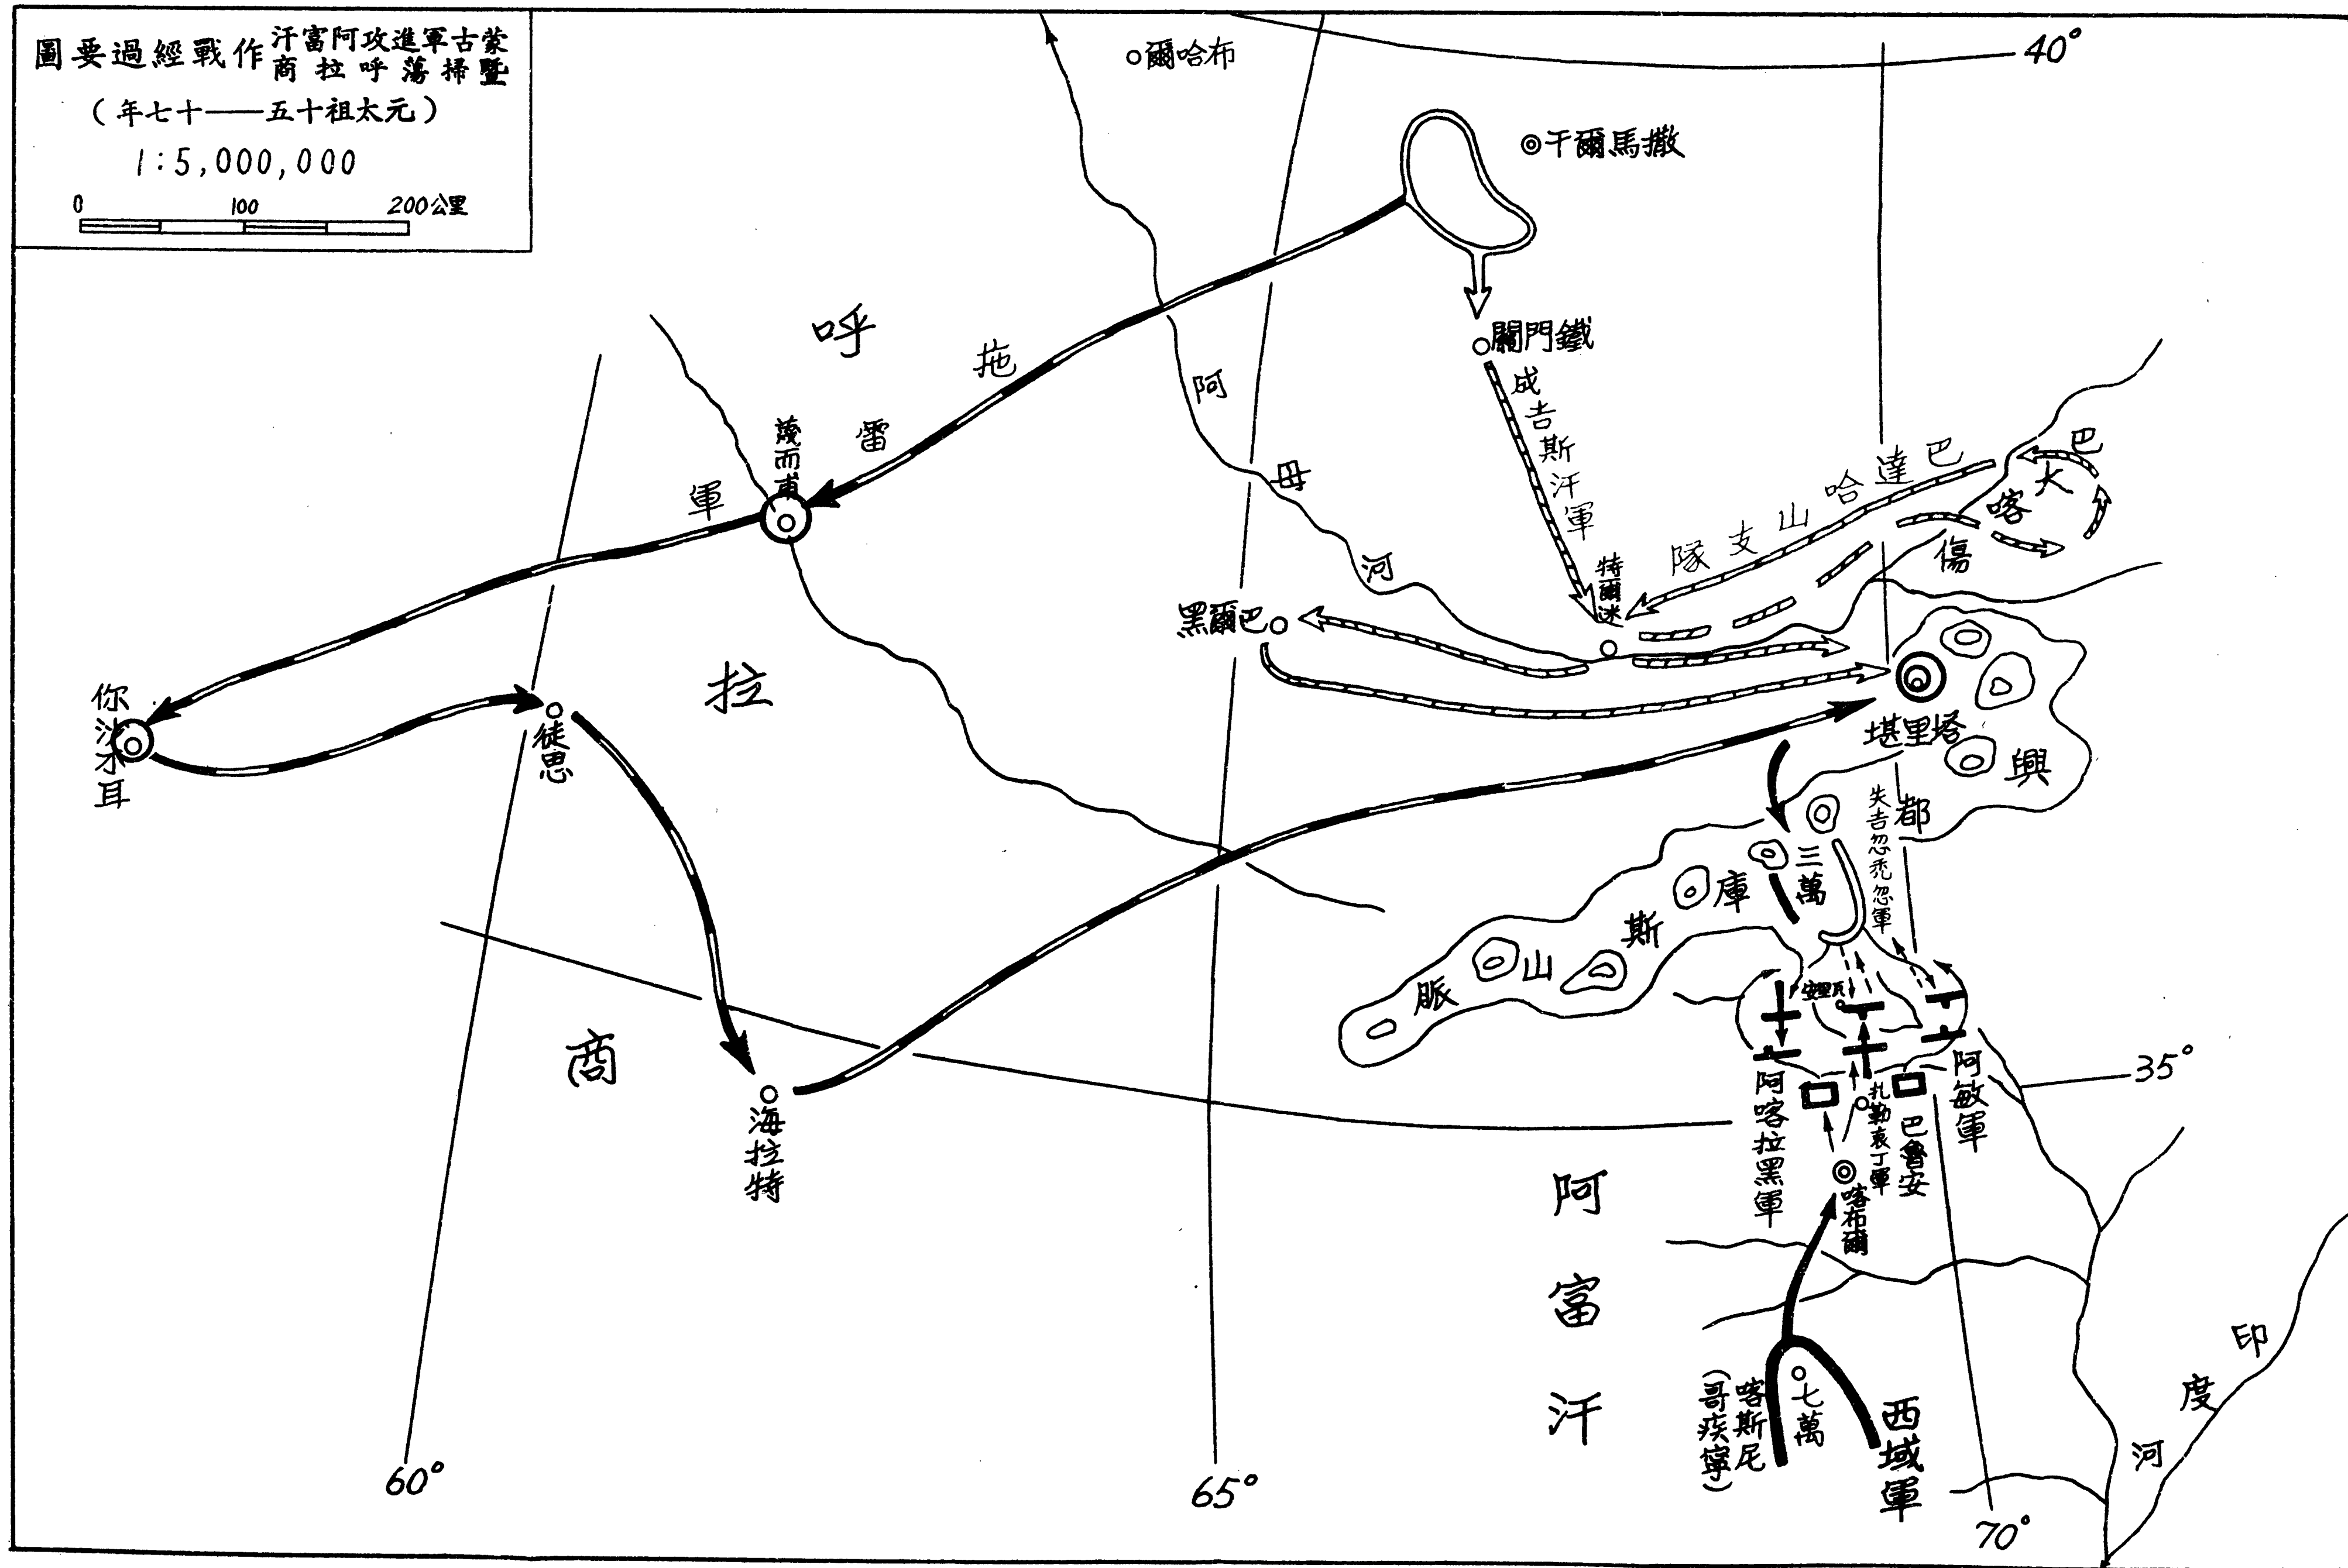 蒙古軍進攻阿富汗
暨掃蕩呼拉商
作戰經過要圖
(元太祖十五——十七年)
1:5,000,000
0 100 200公里
40°
布哈爾
撒馬爾干
鐵門關
成吉斯汗軍
呼拉商
拖雷軍
阿母河
蔑而甫
巴達哈山支隊
巴大喀傷
特爾迷
巴爾黑
你沙不耳
徒思
塔里堪
興都庫斯山脈
失吉忽禿忽軍
三萬
海拉特
35°
阿喀拉黑軍
扎勒哀丁軍
巴魯安
阿敏軍
喀布爾
阿富汗
喀斯尼
(哥疾寧)
七萬
西域軍
印度河
60°
65°
70°